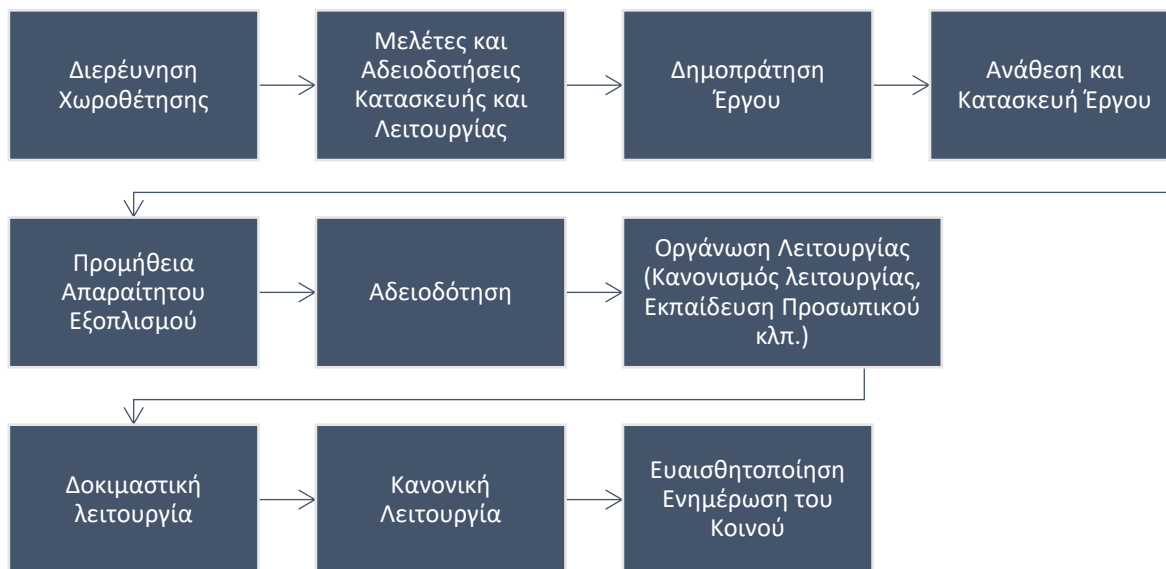 Διερέυνηση
Χωροθέτησης
Μελέτες και
Αδειοδοτήσεις
Κατασκευής και
Λειτουργίας
Δημοπράτηση
Έργου
Ανάθεση και
Κατασκευή Έργου
Προμήθεια
Απαραίτητου
Εξοπλισμού
Αδειοδότηση
Οργάνωση Λειτουργίας
(Κανονισμός λειτουργίας,
Εκπαίδευση Προσωπικού
κλπ.)
Δοκιμαστική
λειτουργία
Κανονική
Λειτουργία
Ευαισθητοποίηση
Ενημέρωση του
Κοινού